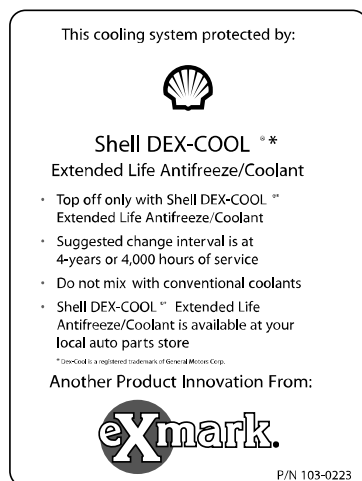 This cooling system protected by:
Shell DEX-COOL ®*
Extended Life Antifreeze/Coolant
• Top off only with Shell DEX-COOL ®*
Extended Life Antifreeze/Coolant
• Suggested change interval is at
4-years or 4,000 hours of service
• Do not mix with conventional coolants
• Shell DEX-COOL ®* Extended Life
Antifreeze/Coolant is available at your
local auto parts store
* Dex-Cool is a registered trademark of General Motors Corp.
Another Product Innovation From:
eXmark.
P/N 103-0223